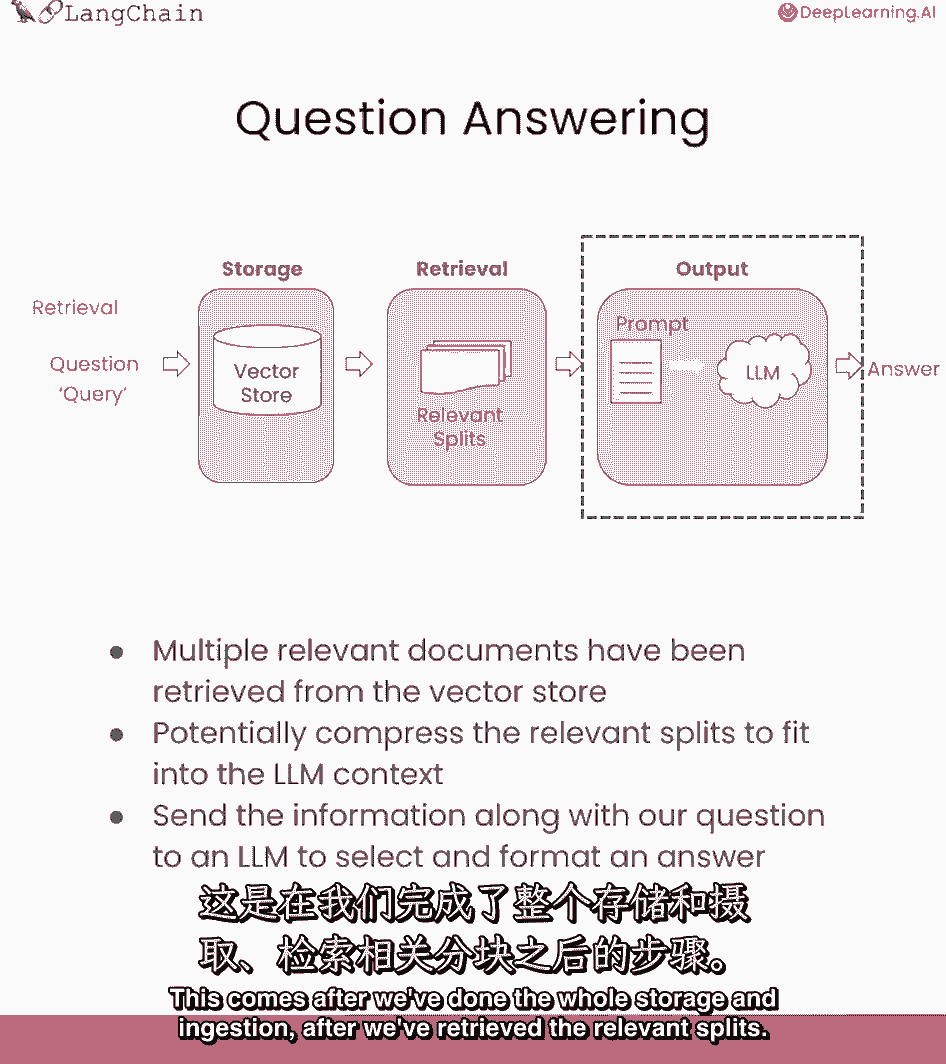 LangChain
DeepLearning.AI
Question Answering
Storage
Retrieval
Output
Retrieval
Prompt
Question
'Query'
Vector
Store
LLM
Answer
Relevant
Splits
Multiple relevant documents have been
retrieved from the vector store
Potentially compress the relevant splits to fit
into the LLM context
Send the information along with our question
to an LLM to select and format an answer
这是在我们完成了整个存储和摄
取、检索相关分块之后的步骤。
This comes after we've done the whole storage and
ingestion, after we've retrieved the relevant splits.